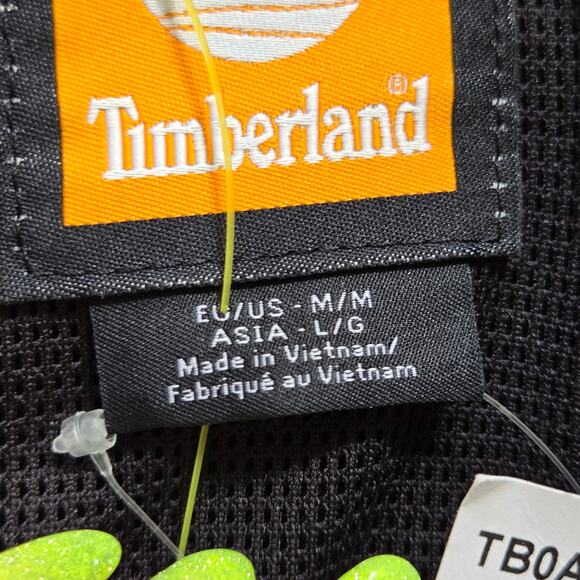 Timberland®
EU/US - M/M
ASIA - L/G
Made in Vietnam/
Fabriqué au Vietnam
TB0A